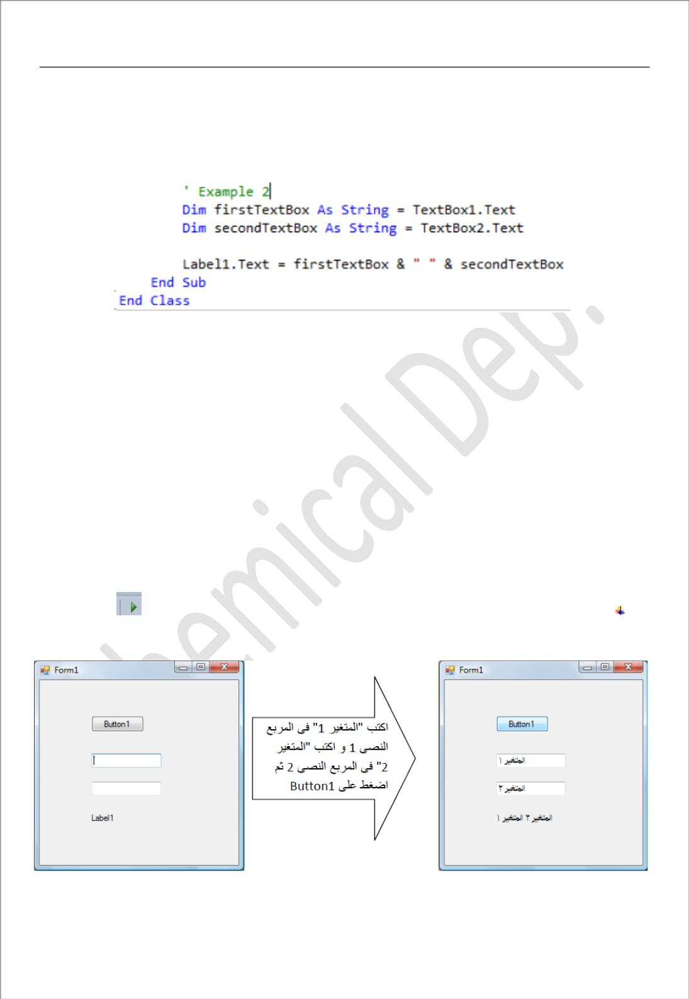 ' Example 2
Dim firstTextBox As String = TextBox1.Text
Dim secondTextBox As String = TextBox2.Text
Label1.Text = firstTextBox & " " & secondTextBox
End Sub
End Class
hemical Dep.
Form1
Button1
أ
Label1
اكتب "المتغير 1" فى المربع
النصى 1 و اكتب "المتغير
2" فى المربع النصى 2 ثم
اضغط على Button1
Form1
Button1
المتغير ١
المتغير ٢
المتغير ٢ المتغير ١